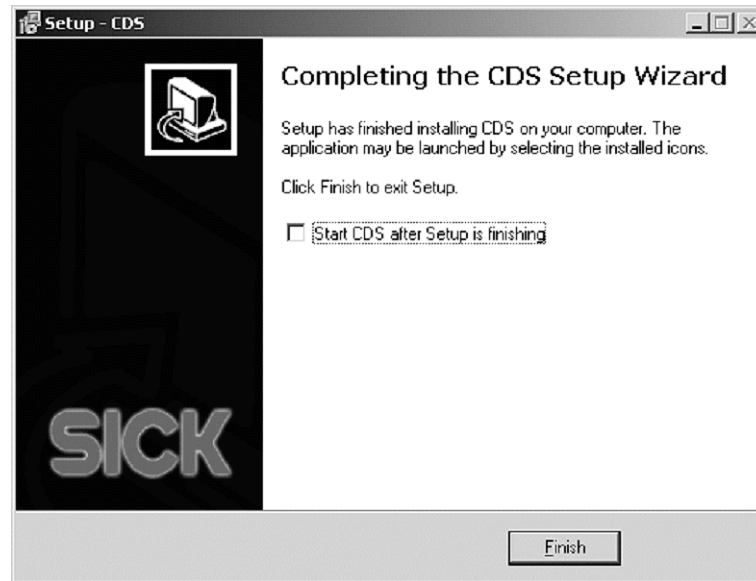 Setup - CDS
Completing the CDS Setup Wizard
Setup has finished installing CDS on your computer. The
application may be launched by selecting the installed icons.
Click Finish to exit Setup.
Start CDS after Setup is finishing
SICK
Finish